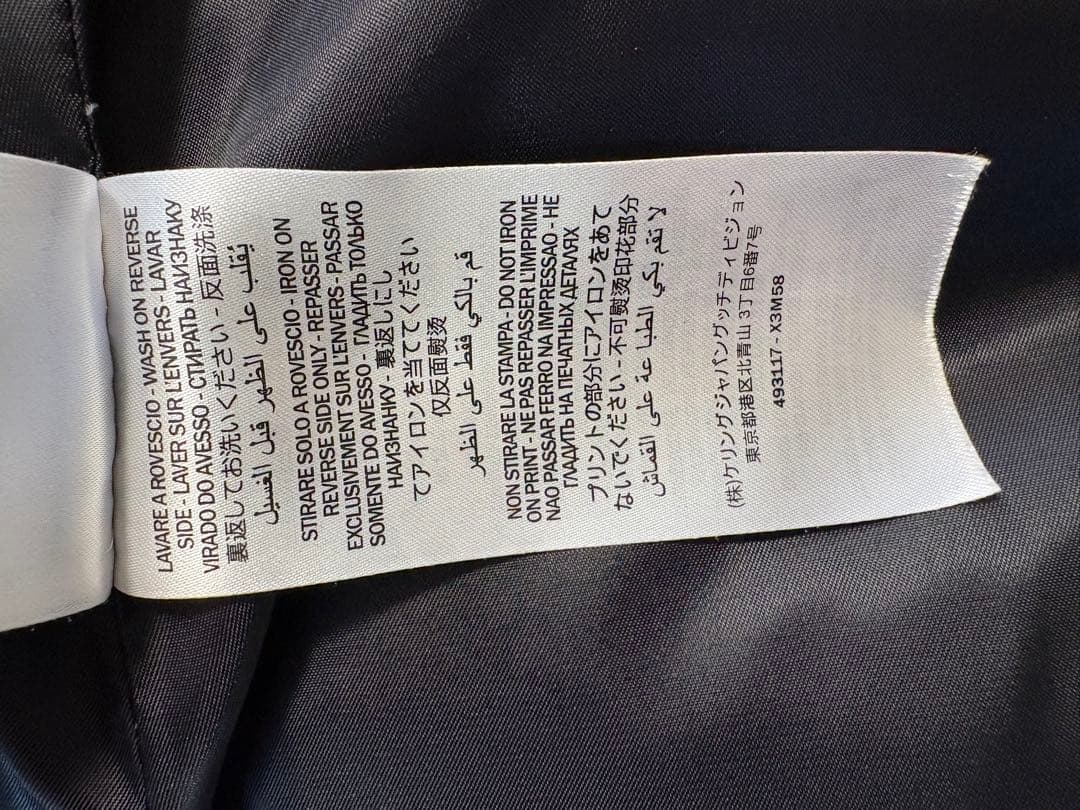 LAVARE A ROVESCIO - WASH ON REVERSE
SIDE - LAVER SUR L'ENVERS - LAVAR
VIRADO DO AVESSO - СТИРАТЬ НАИЗНАКУ
裏返してお洗いください - 反面洗涤
يُقلب على الظهر قبل الغسيل
STIRARE SOLO A ROVESCIO - IRON ON
REVERSE SIDE ONLY - REPASSER
EXCLUSIVEMENT SUR L'ENVERS - PASSAR
SOMENTE DO AVESSO - ГЛАДИТЬ ТОЛЬКО
НАИЗНАНКУ - 裏返しにし
てアイロンを当ててください
仅反面熨烫
قم بالكي فقط على الظهر
NON STIRARE LA STAMPA - DO NOT IRON
ON PRINT - NE PAS REPASSER L'IMPRIME
NAO PASSAR FERRO NA IMPRESSAO - НЕ
ГЛАДИТЬ НА ПЕЧАТНЫХ ДЕТАЛЯХ
プリントの部分にアイロンをあて
ないでください - 不可熨烫印花部分
لا تقم بكي الطبا عة على القماش
(株)ケリングジャパングッチディビジョン
東京都港区北青山 3丁目6番7号
493117 - X3M58